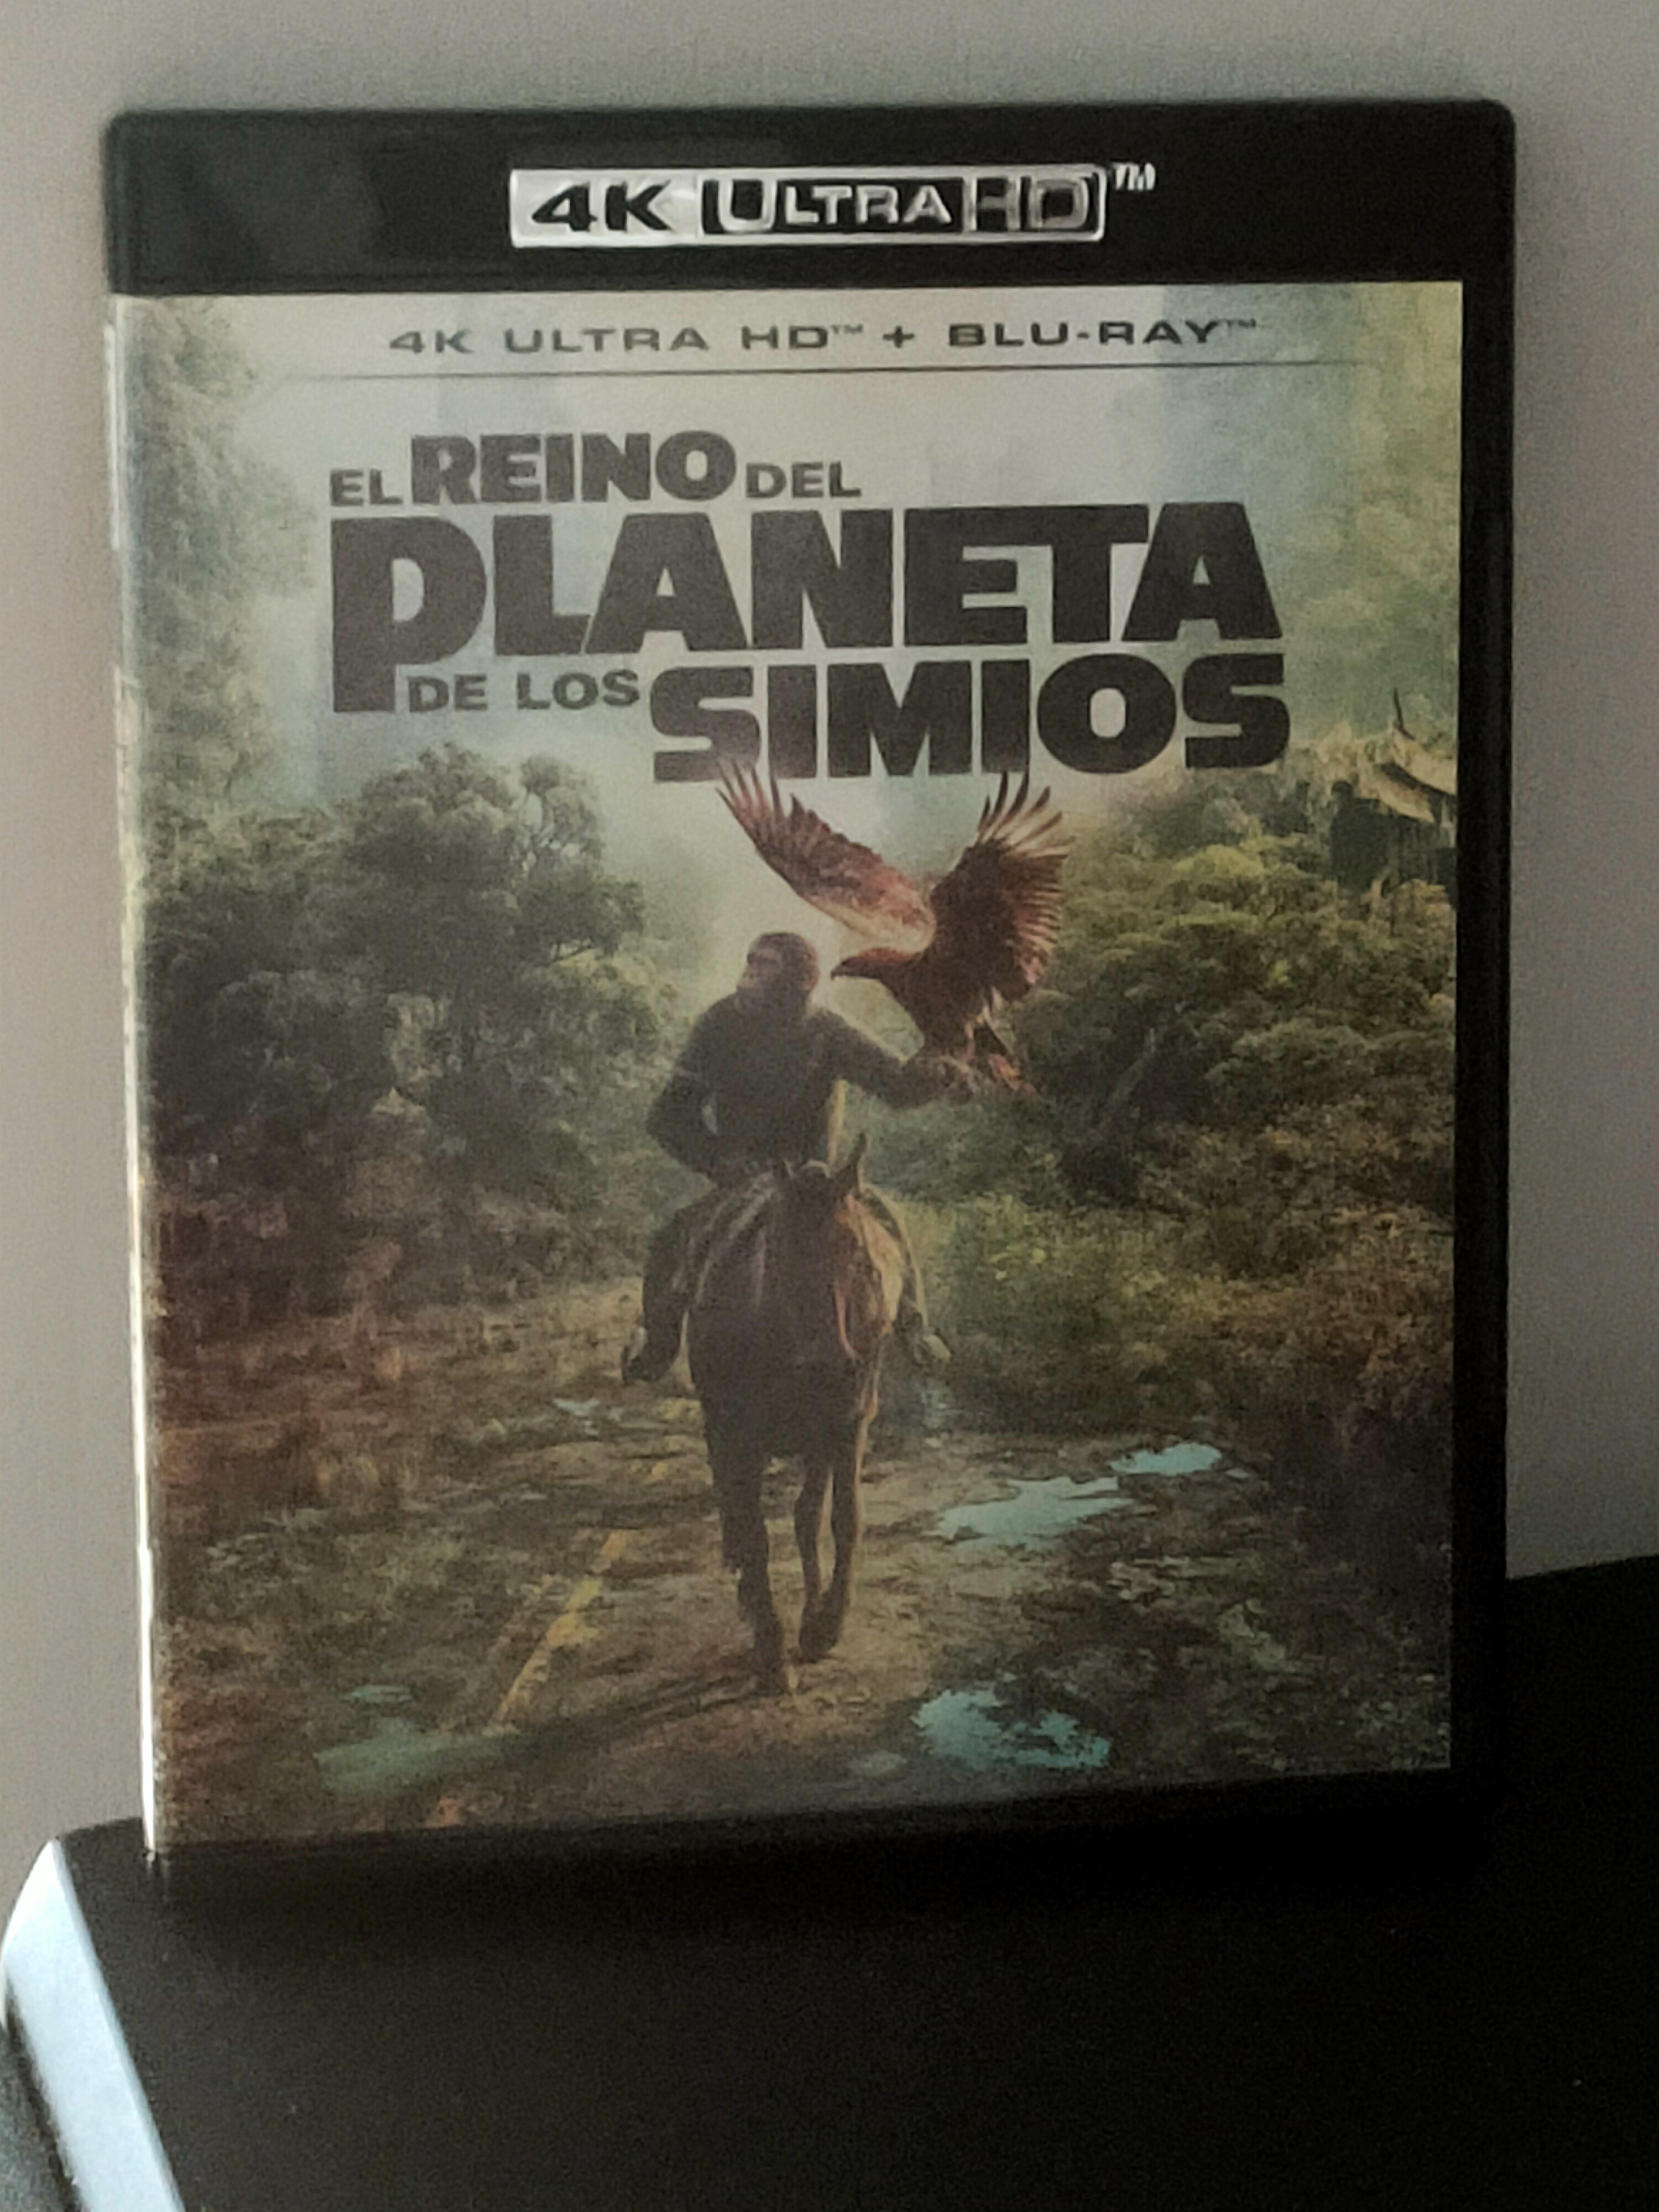 4K ULTRA HD™
4K ULTRA HD™ + BLU-RAY™
EL REINO DEL
PLANETA
DE LOS SIMIOS